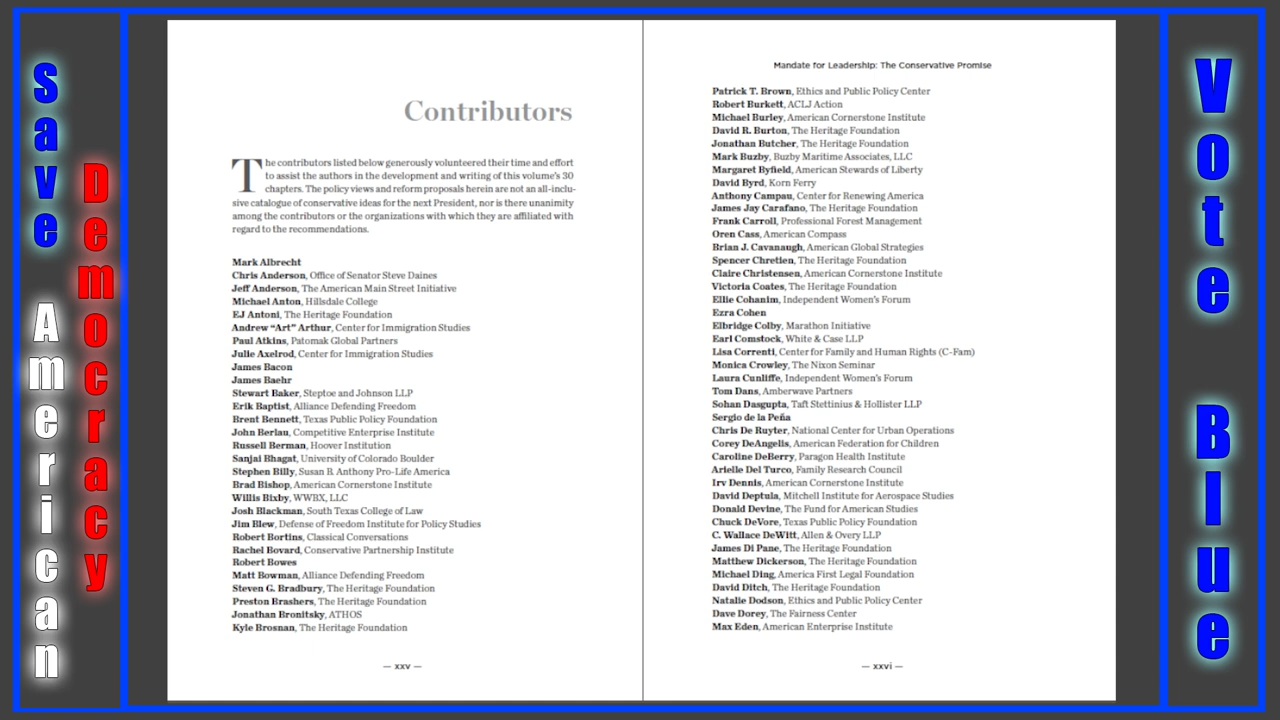 Save American
Democracy
Contributors
The contributors listed below generously volunteered their time and effort
to assist the authors in the development and writing of this volume's 30
chapters. The policy views and reform proposals herein are not an all-inclu-
sive catalogue of conservative ideas for the next President, nor is there unanimity
among the contributors or the organizations with which they are affiliated with
regard to the recommendations.
Mark Albrecht
Chris Anderson, Office of Senator Steve Daines
Jeff Anderson, The American Main Street Initiative
Michael Anton, Hillsdale College
EJ Antoni, The Heritage Foundation
Andrew “Art” Arthur, Center for Immigration Studies
Paul Atkins, Patomak Global Partners
Julie Axelrod, Center for Immigration Studies
James Bacon
James Baehr
Stewart Baker, Steptoe and Johnson LLP
Erik Baptist, Alliance Defending Freedom
Brent Bennett, Texas Public Policy Foundation
John Berlau, Competitive Enterprise Institute
Russell Berman, Hoover Institution
Sanjai Bhagat, University of Colorado Boulder
Stephen Billy, Susan B. Anthony Pro-Life America
Brad Bishop, American Cornerstone Institute
Willis Bixby, WWBX, LLC
Josh Blackman, South Texas College of Law
Jim Blew, Defense of Freedom Institute for Policy Studies
Robert Bortins, Classical Conversations
Rachel Bovard, Conservative Partnership Institute
Robert Bowes
Matt Bowman, Alliance Defending Freedom
Steven G. Bradbury, The Heritage Foundation
Preston Brashers, The Heritage Foundation
Jonathan Bronitsky, ATHOS
Kyle Brosnan, The Heritage Foundation
— xxv —
Mandate for Leadership: The Conservative Promise
Patrick T. Brown, Ethics and Public Policy Center
Robert Burkett, ACLJ Action
Michael Burley, American Cornerstone Institute
David R. Burton, The Heritage Foundation
Jonathan Butcher, The Heritage Foundation
Mark Buzby, Buzby Maritime Associates, LLC
Margaret Byfield, American Stewards of Liberty
David Byrd, Korn Ferry
Anthony Campau, Center for Renewing America
James Jay Carafano, The Heritage Foundation
Frank Carroll, Professional Forest Management
Oren Cass, American Compass
Brian J. Cavanaugh, American Global Strategies
Spencer Chretien, The Heritage Foundation
Claire Christensen, American Cornerstone Institute
Victoria Coates, The Heritage Foundation
Ellie Cohanim, Independent Women's Forum
Ezra Cohen
Elbridge Colby, Marathon Initiative
Earl Comstock, White & Case LLP
Lisa Correnti, Center for Family and Human Rights (C-Fam)
Monica Crowley, The Nixon Seminar
Laura Cunliffe, Independent Women's Forum
Tom Dans, Amberwave Partners
Sohan Dasgupta, Taft Stettinius & Hollister LLP
Sergio de la Peña
Chris De Ruyter, National Center for Urban Operations
Corey DeAngelis, American Federation for Children
Caroline DeBerry, Paragon Health Institute
Arielle Del Turco, Family Research Council
Irv Dennis, American Cornerstone Institute
David Deptula, Mitchell Institute for Aerospace Studies
Donald Devine, The Fund for American Studies
Chuck DeVore, Texas Public Policy Foundation
C. Wallace DeWitt, Allen & Overy LLP
James Di Pane, The Heritage Foundation
Matthew Dickerson, The Heritage Foundation
Michael Ding, America First Legal Foundation
David Ditch, The Heritage Foundation
Natalie Dodson, Ethics and Public Policy Center
Dave Dorey, The Fairness Center
Max Eden, American Enterprise Institute
— xxvi —
Vote Blue